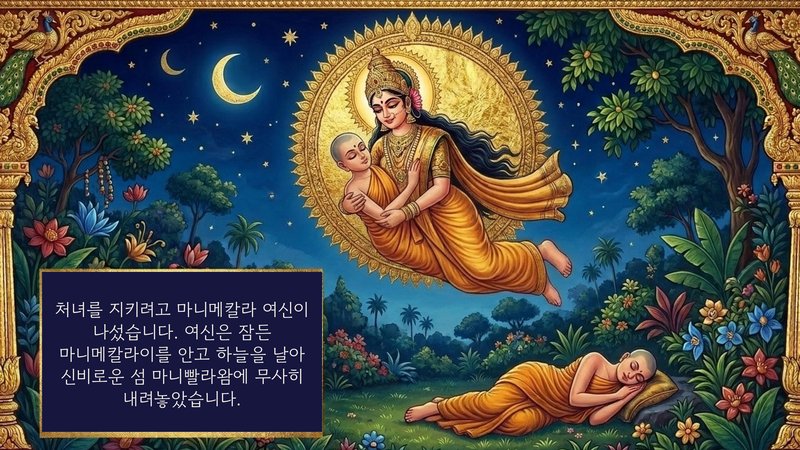 처녀를 지키려고 마니메칼라 여신이
나섰습니다. 여신은 잠든
마니메칼라이를 안고 하늘을 날아
신비로운 섬 마니빨라왐에 무사히
내려놓았습니다.